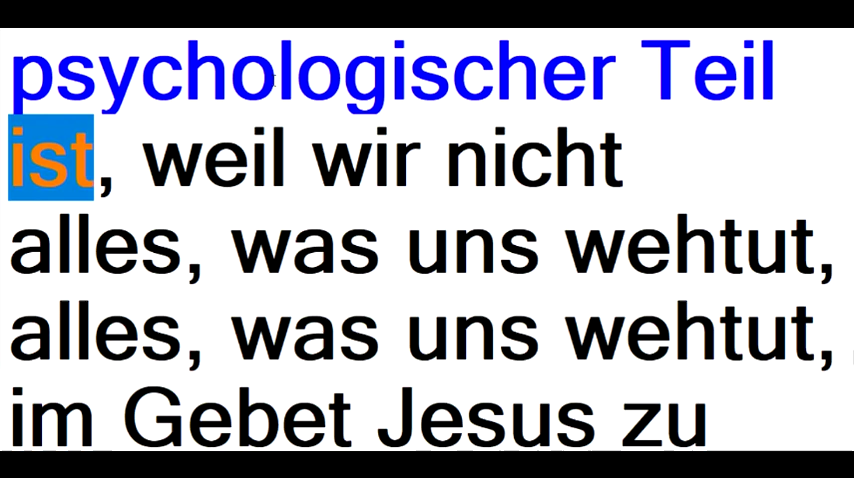 psychologischer Teil
ist, weil wir nicht
alles, was uns wehtut,
alles, was uns wehtut,
im Gebet Jesus zu